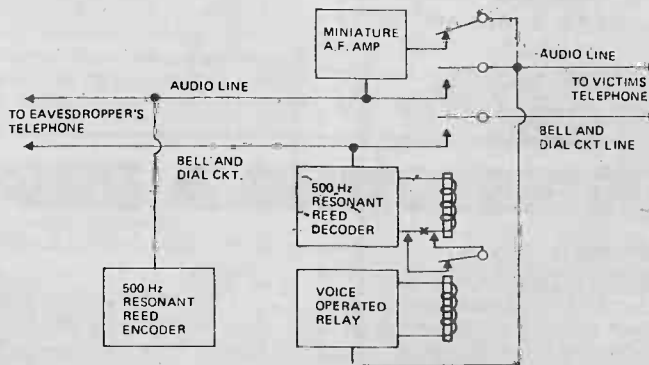 MINIATURE
A.F. AMP
AUDIO LINE
TO EAVESDROPPER'S
TELEPHONE
BELL AND
DIAL CKT.
AUDIO LINE
TO VICTIMS
TELEPHONE
BELL AND
DIAL CKT LINE
500 Hz
RESONANT
REED
DECODER
500 Hz
RESONANT
REED
ENCODER
VOICE
OPERATED
RELAY